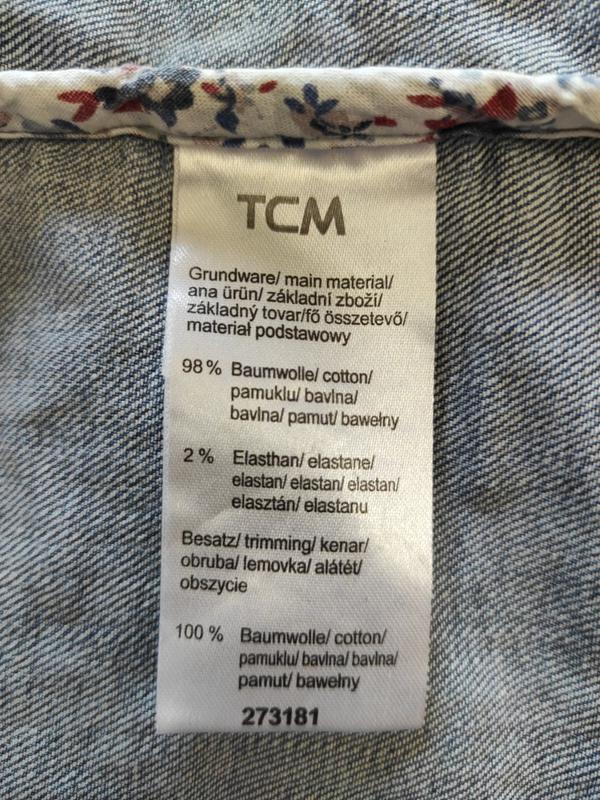 TCM
Grundware/ main material/
ana ürün/ základní zboží/
základný tovar/fő összetevő/
materiał podstawowy
98 % Baumwolle/ cotton/
pamuklu/ bavlna/
bavlna/ pamut/ bawełny
2 % Elasthan/ elastane/
elastan/ elastan/ elastan/
elasztán/ elastanu
Besatz/ trimming/ kenar/
obruba/ lemovka/ alátét/
obszycie
100 % Baumwolle/ cotton/
pamuklu/ bavlna/ bavlna/
pamut/ bawełny
273181